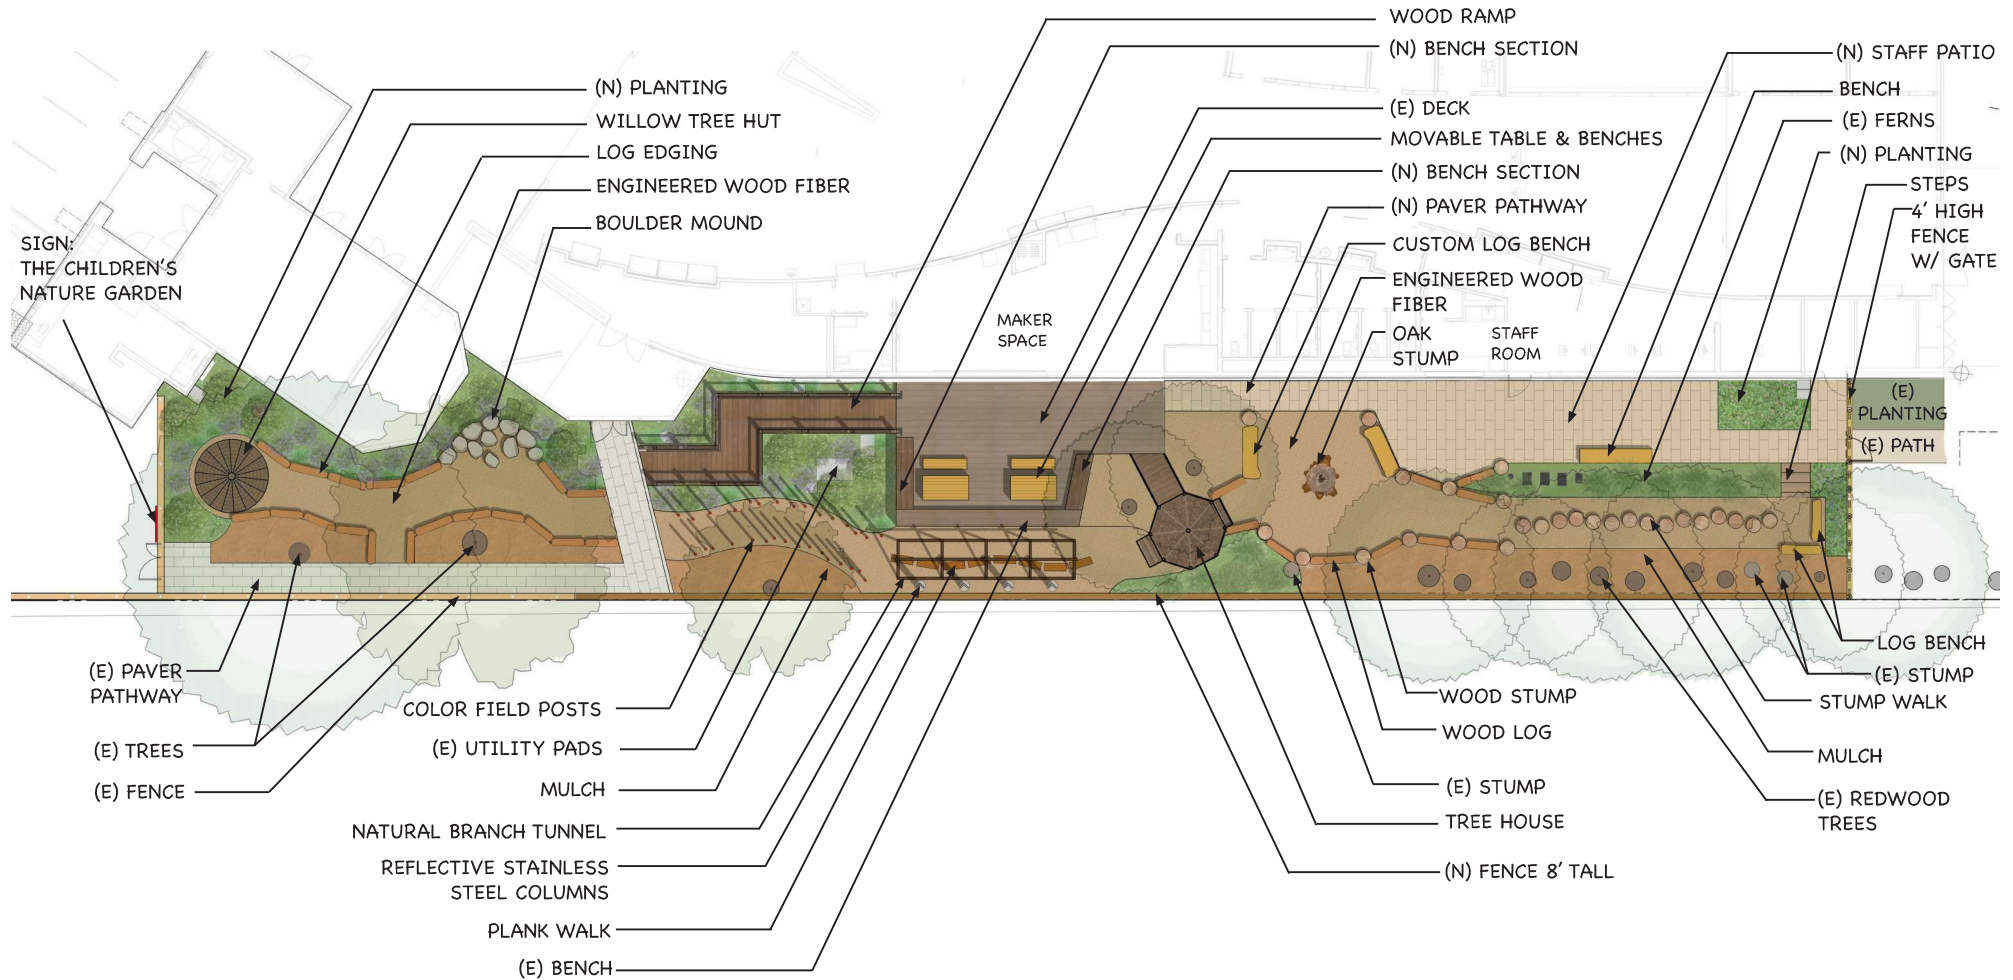 WOOD RAMP
(N) BENCH SECTION
(N) STAFF PATIO
(N) PLANTING
BENCH
(E) DECK
WILLOW TREE HUT
(E) FERNS
MOVABLE TABLE & BENCHES
LOG EDGING
(N) PLANTING
(N) BENCH SECTION
ENGINEERED WOOD FIBER
STEPS
(N) PAVER PATHWAY
4' HIGH
FENCE
W/ GATE
BOULDER MOUND
CUSTOM LOG BENCH
SIGN:
THE CHILDREN'S
NATURE GARDEN
ENGINEERED WOOD
FIBER
MAKER
SPACE
OAK
STUMP
STAFF
ROOM
(E)
PLANTING
(E) PATH
LOG BENCH
(E) PAVER
PATHWAY
(E) STUMP
WOOD STUMP
STUMP WALK
COLOR FIELD POSTS
WOOD LOG
(E) TREES
(E) UTILITY PADS
MULCH
(E) FENCE
MULCH
(E) STUMP
(E) REDWOOD
TREES
NATURAL BRANCH TUNNEL
TREE HOUSE
REFLECTIVE STAINLESS
STEEL COLUMNS
(N) FENCE 8' TALL
PLANK WALK
(E) BENCH